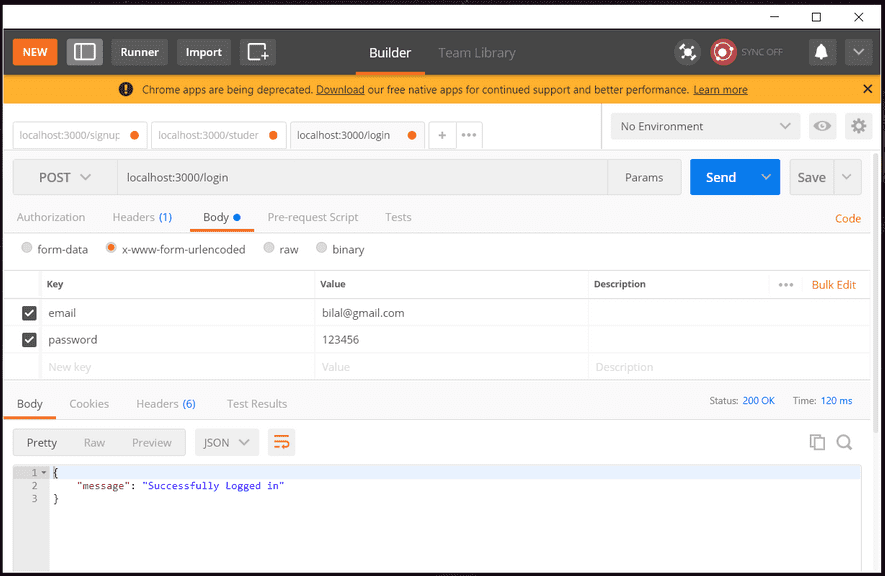 NEW Runner Import Builder Team Library SYNC OFF
Chrome apps are being deprecated. Download our free native apps for continued support and better performance. Learn more
localhost:3000/signup localhost:3000/studer localhost:3000/login + ••• No Environment
POST localhost:3000/login Params Send Save
Authorization Headers (1) Body Pre-request Script Tests Code
form-data x-www-form-urlencoded raw binary
Key Value Description ••• Bulk Edit
email bilal@gmail.com
password 123456
New key Value Description
Body Cookies Headers (6) Test Results Status: 200 OK Time: 120 ms
Pretty Raw Preview JSON
1 {
2 "message": "Successfully Logged in"
3 }